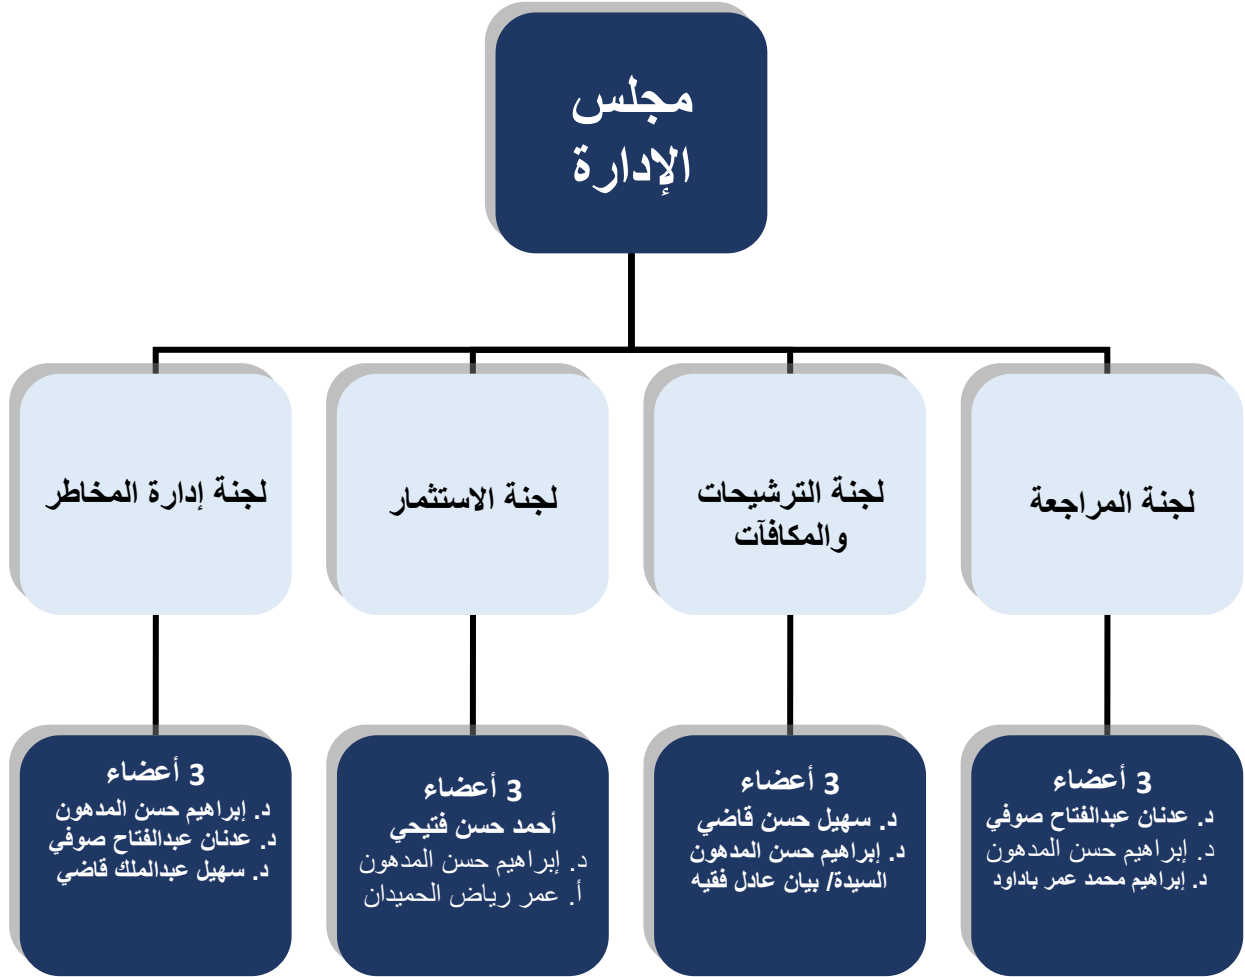 مجلس
الإدارة
لجنة المراجعة
لجنة الترشيحات
والمكافآت
لجنة الاستثمار
لجنة إدارة المخاطر
3 أعضاء
د. عدنان عبدالفتاح صوفي
د. إبراهيم حسن المدهون
د. إبراهيم محمد عمر باداود
3 أعضاء
د. سهيل حسن قاضي
د. إبراهيم حسن المدهون
السيدة/ بيان عادل فقيه
3 أعضاء
أحمد حسن فتيحي
د. إبراهيم حسن المدهون
أ. عمر رياض الحميدان
3 أعضاء
د. إبراهيم حسن المدهون
د. عدنان عبدالفتاح صوفي
د. سهيل عبدالملك قاضي